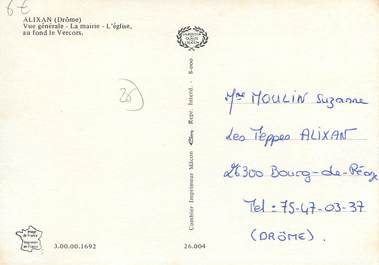 6€
ALIXAN (Drôme)
Vue générale - La mairie - L'église,
au fond le Vercors.
26
Combier Imprimeur Mâcon Repr. Interd. - 8-000
Mme MOULIN Suzanne
Les Teppes ALIXAN
26300 Bourg-de-Péage
Tel: 75-47-03-37
(DRÔME).
3.00.00.1692
26.004